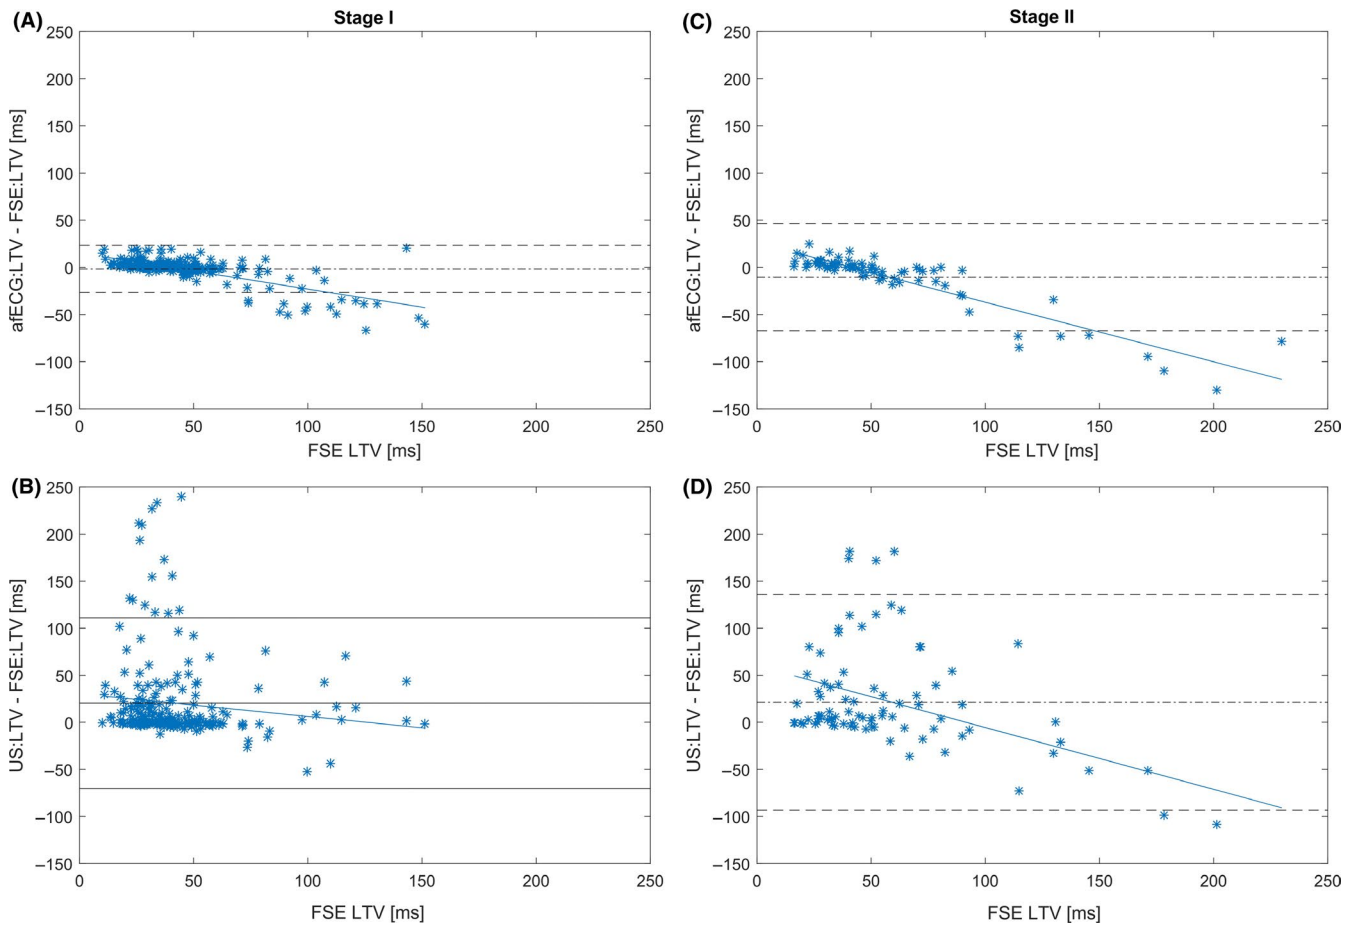 (A)
Stage I
250
200
150
100
50
0
−50
−100
−150
afECG:LTV - FSE:LTV [ms]
0 50 100 150 200 250
FSE LTV [ms]
(C)
Stage II
250
200
150
100
50
0
−50
−100
−150
afECG:LTV - FSE:LTV [ms]
0 50 100 150 200 250
FSE LTV [ms]
(B)
250
200
150
100
50
0
−50
−100
−150
US:LTV - FSE:LTV [ms]
0 50 100 150 200 250
FSE LTV [ms]
(D)
250
200
150
100
50
0
−50
−100
−150
US:LTV - FSE:LTV [ms]
0 50 100 150 200 250
FSE LTV [ms]